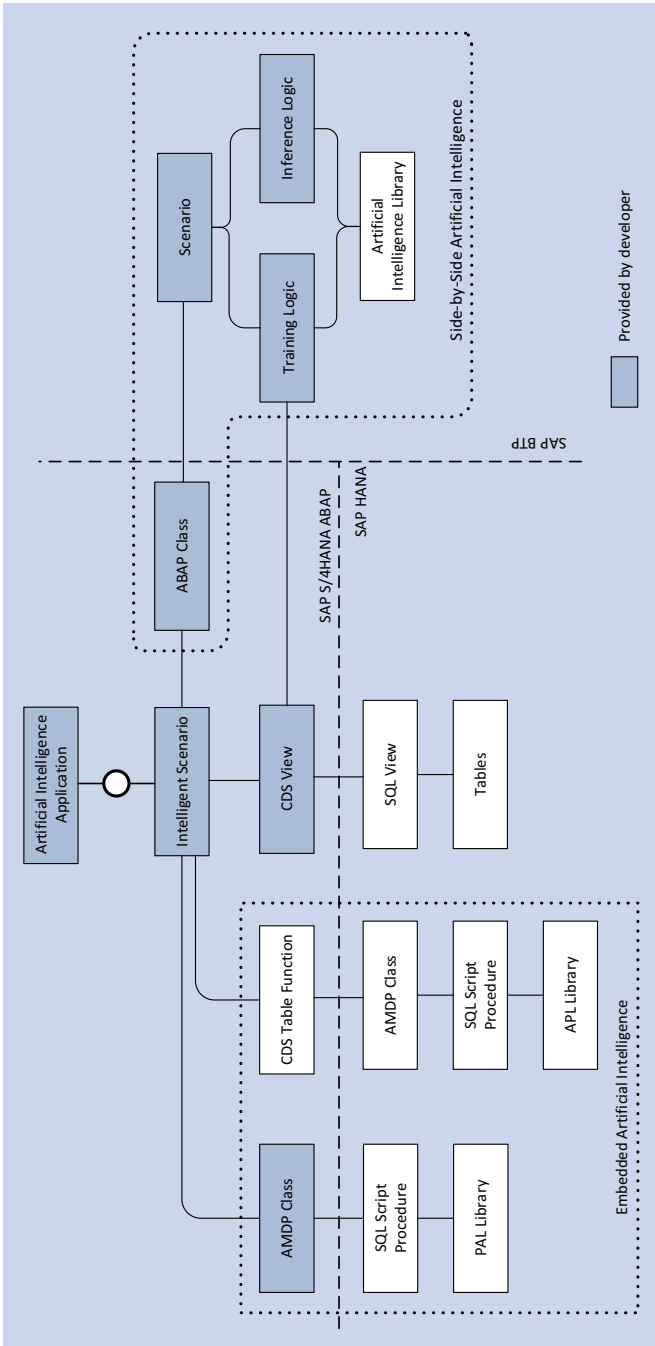 Artificial Intelligence
Application
Intelligent Scenario
ABAP Class
Scenario
AMDP Class
CDS Table Function
CDS View
Training Logic
Inference Logic
SAP S/4HANA ABAP
SAP HANA
SAP BTP
SQL Script
Procedure
AMDP Class
SQL View
Artificial
Intelligence Library
PAL Library
SQL Script
Procedure
Tables
APL Library
Side-by-Side Artificial Intelligence
Embedded Artificial Intelligence
Provided by developer